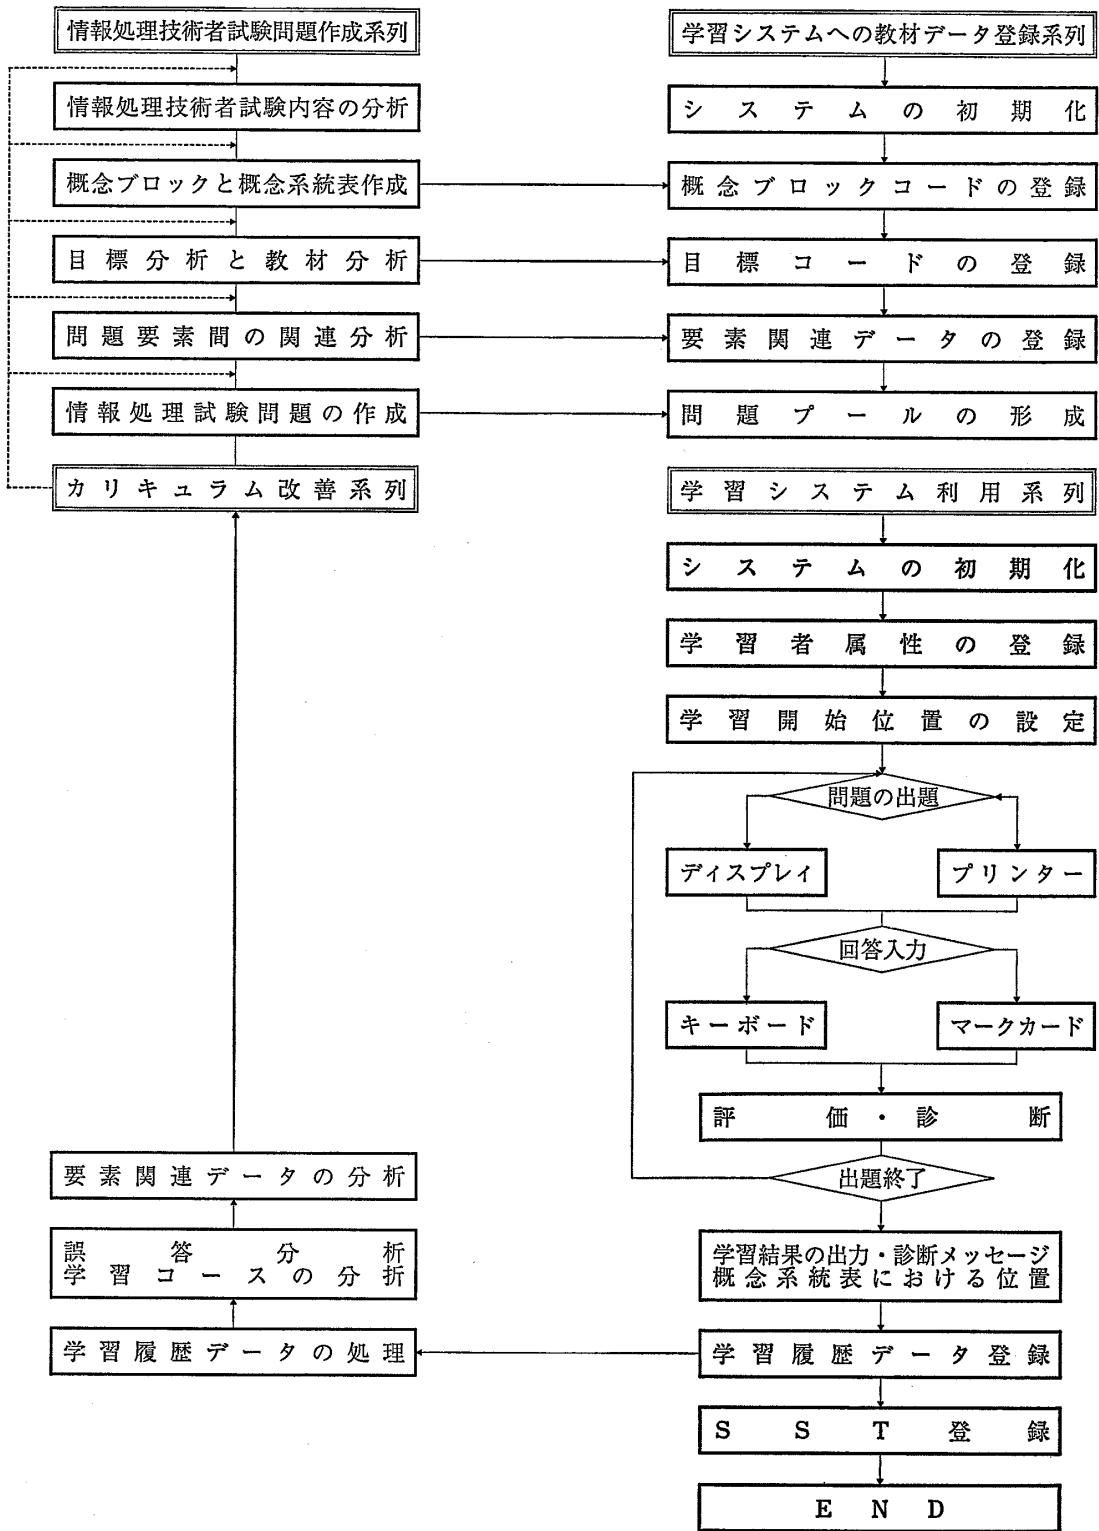 情報処理技術者試験問題作成系列
情報処理技術者試験内容の分析
概念ブロックと概念系統表作成
目標分析と教材分析
問題要素間の関連分析
情報処理試験問題の作成
カリキュラム改善系列
学習システムへの教材データ登録系列
システムの初期化
概念ブロックコードの登録
目標コードの登録
要素関連データの登録
問題プールの形成
学習システム利用系列
システムの初期化
学習者属性の登録
学習開始位置の設定
問題の出題
ディスプレイ
プリンター
回答入力
キーボード
マークカード
評価・診断
出題終了
学習結果の出力・診断メッセージ
概念系統表における位置
学習履歴データ登録
SST登録
END
要素関連データの分析
誤答分析
学習コースの分折
学習履歴データの処理